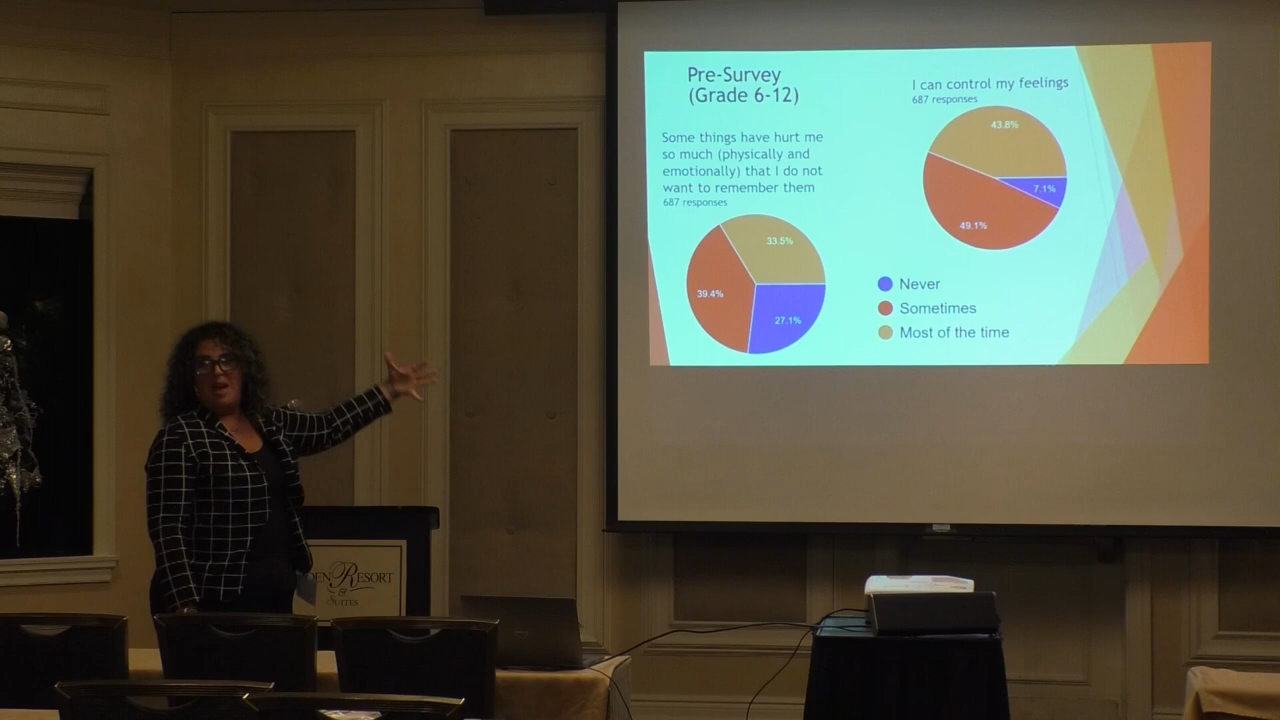 Pre-Survey
(Grade 6-12)
Some things have hurt me
so much (physically and
emotionally) that I do not
want to remember them
687 responses
33.5%
39.4%
27.1%
I can control my feelings
687 responses
43.8%
7.1%
49.1%
Never
Sometimes
Most of the time
DEN RESORT
&
SUITES